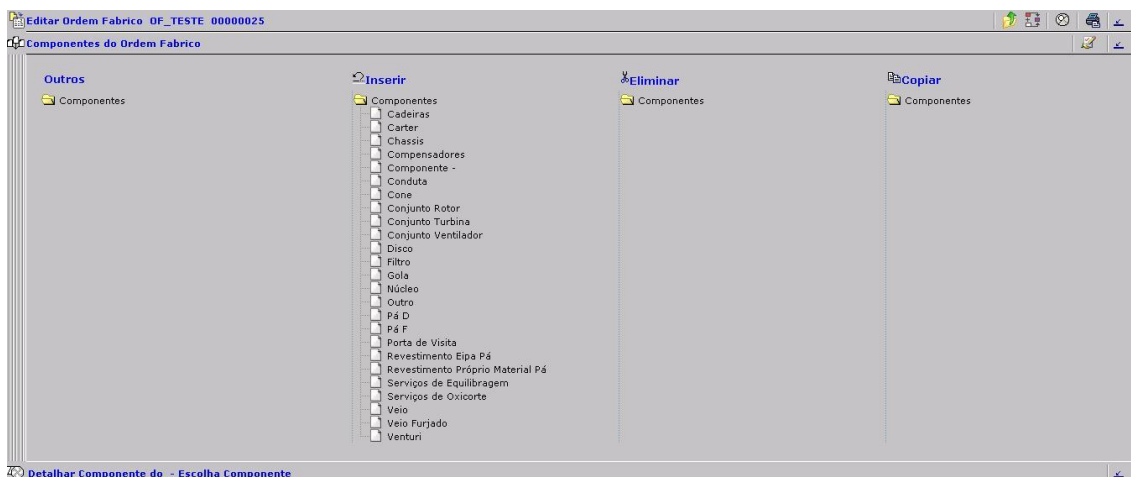 Editar Ordem Fabrico OF_TESTE 00000025
Componentes do Ordem Fabrico
Outros
Componentes
Inserir
Componentes
Cadeiras
Carter
Chassis
Compensadores
Componente -
Conduta
Cone
Conjunto Rotor
Conjunto Turbina
Conjunto Ventilador
Disco
Filtro
Gola
Núcleo
Outro
Pá D
Pá F
Porta de Visita
Revestimento Eipa Pá
Revestimento Próprio Material Pá
Serviços de Equilibragem
Serviços de Oxicorte
Veio
Veio Furjado
Venturi
Eliminar
Componentes
Copiar
Componentes
Detalhar Componente do - Escolha Componente